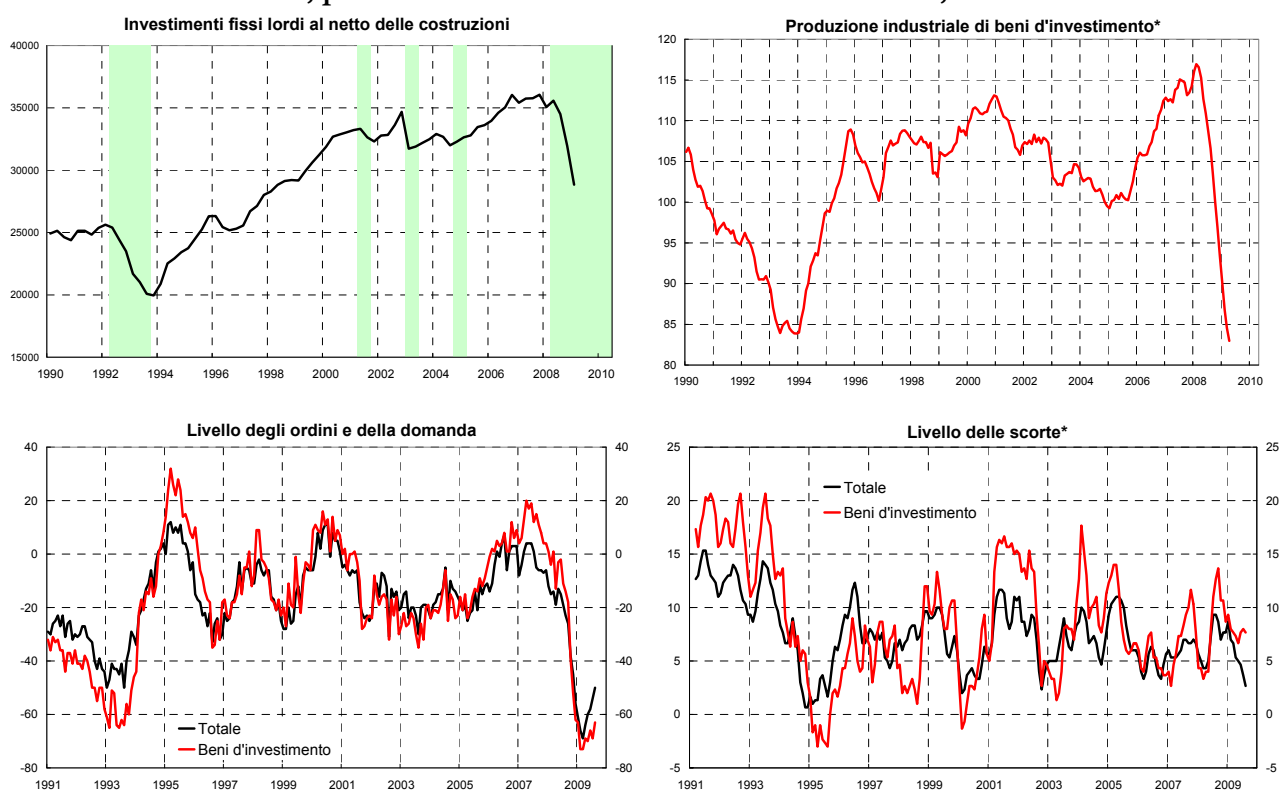 Investimenti fissi lordi al netto delle costruzioni
40000
35000
30000
25000
20000
15000
1990 1992 1994 1996 1998 2000 2002 2004 2006 2008 2010
Produzione industriale di beni d'investimento*
120
115
110
105
100
95
90
85
80
1990 1992 1994 1996 1998 2000 2002 2004 2006 2008 2010
Livello degli ordini e della domanda
40 40
20 20
0 0
-20 -20
-40 -40
-60 -60
-80 -80
Totale
Beni d'investimento
1991 1993 1995 1997 1999 2001 2003 2005 2007 2009
Livello delle scorte*
25 25
20 20
15 15
10 10
5 5
0 0
-5 -5
Totale
Beni d'investimento
1991 1993 1995 1997 1999 2001 2003 2005 2007 2009